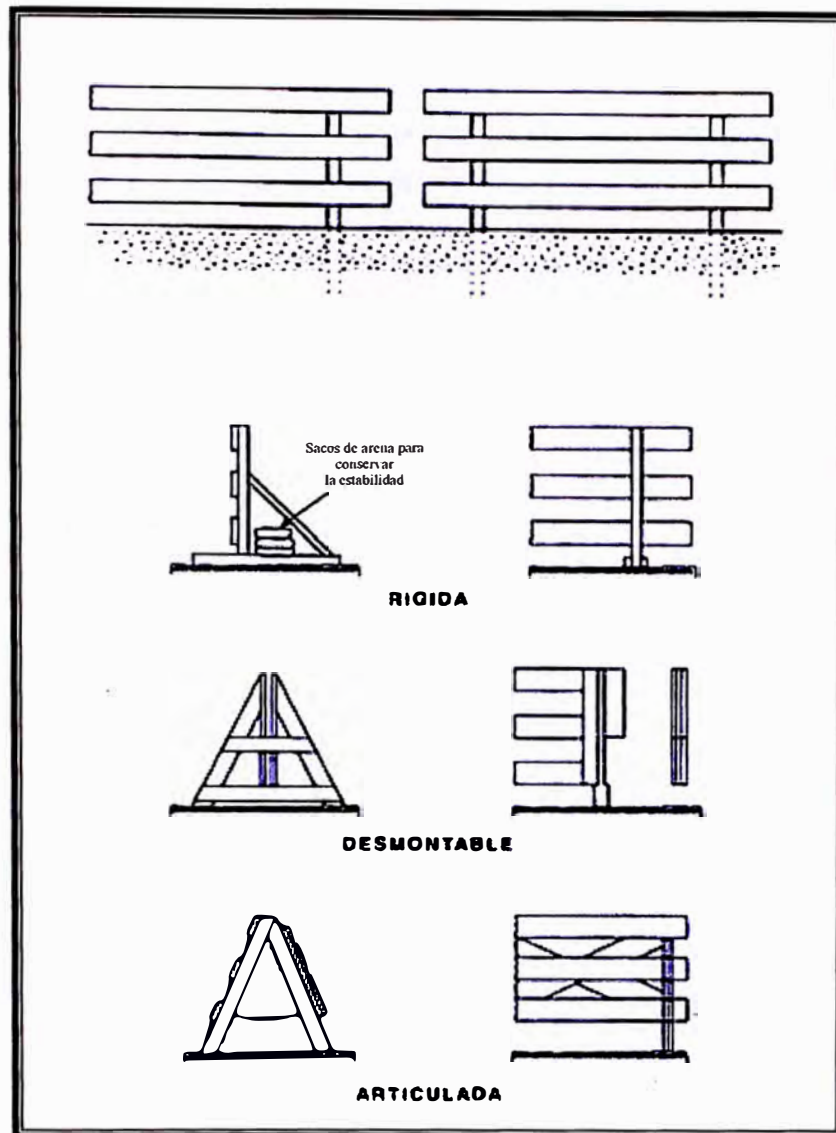 Sacos de arena para
conservar
la estabilidad
RIGIDA
DESMONTABLE
ARTICULADA